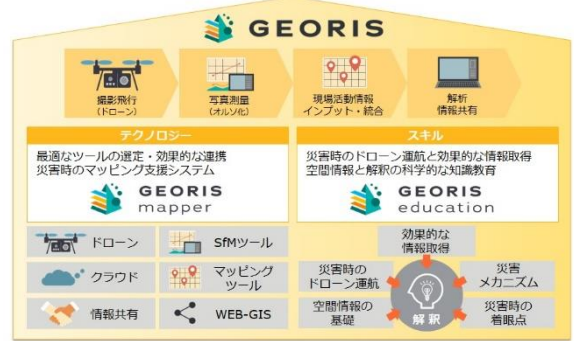 GEORIS
撮影飛行
(ドローン)
写真測量
(オルソ化)
現場活動情報
インプット・統合
解析
情報共有
テクノロジー
最適なツールの選定・効果的な連携
災害時のマッピング支援システム
GEORIS
mapper
スキル
災害時のドローン運航と効果的な情報取得
空間情報と解釈の科学的な知識教育
GEORIS
education
ドローン
SfMツール
クラウド
マッピング
ツール
情報共有
WEB-GIS
効果的な
情報取得
災害時の
ドローン運航
災害
メカニズム
空間情報の
基礎
災害時の
着眼点
解釈